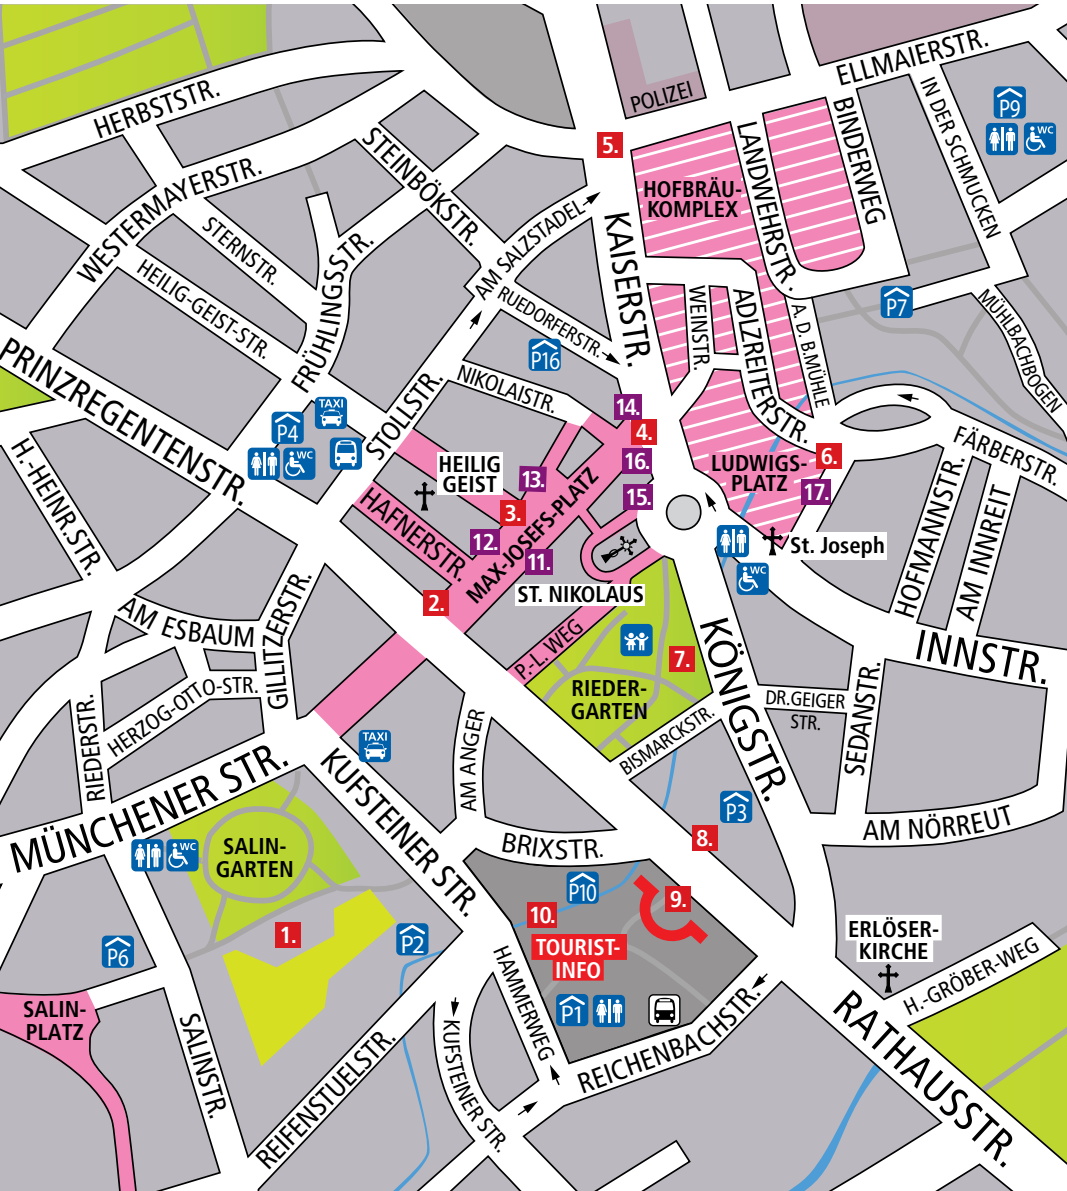 ELLMAIERSTR.
POLIZEI
P9
WC
HERBSTSTR.
IN DER SCHMUCKEN
BINDERWEG
LANDWEHRSTR.
STEINBÖKSTR.
5.
WESTERMAYERSTR.
HOFBRÄU-
KOMPLEX
STERNSTR.
AM SALZSTADEL
KAISERSTR.
HEILIG-GEIST-STR.
FRÜHLINGSSTR.
RUEDORFERSTR.
WEINSTR.
ADLZREITERSTR.
A. D. B.MÜHLE
P7
MÜHLBACHBOGEN
PRINZREGENTENSTR.
P16
NIKOLAISTR.
STOLLSTR.
TAXI
P4
WC
14.
4.
H.-HEINR.STR.
HEILIG
GEIST
13.
16.
LUDWIGS-
PLATZ
6.
FÄRBERSTR.
HAFNERSTR.
3.
MAX-JOSEFS-PLATZ
15.
17.
12.
11.
St. Joseph
HOFMANNSTR.
AM INNREIT
WC
2.
ST. NIKOLAUS
AM ESBAUM
GILLITZERSTR.
P.-L. WEG
KÖNIGSTR.
INNSTR.
7.
HERZOG-OTTO-STR.
RIEDER-
GARTEN
DR.GEIGER
STR.
SEDANSTR.
RIEDERSTR.
BISMARCKSTR.
TAXI
AM ANGER
MÜNCHENER STR.
KUFSTEINER STR.
P3
AM NÖRREUT
8.
BRIXSTR.
SALIN-
GARTEN
WC
P10
9.
10.
1.
P2
P6
TOURIST-
INFO
ERLÖSER-
KIRCHE
H.-GRÖBER-WEG
HAMMERWEG
SALIN-
PLATZ
P1
SALINSTR.
KUFSTEINER STR.
REICHENBACHSTR.
RATHAUSSTR.
REIFENSTUELSTR.